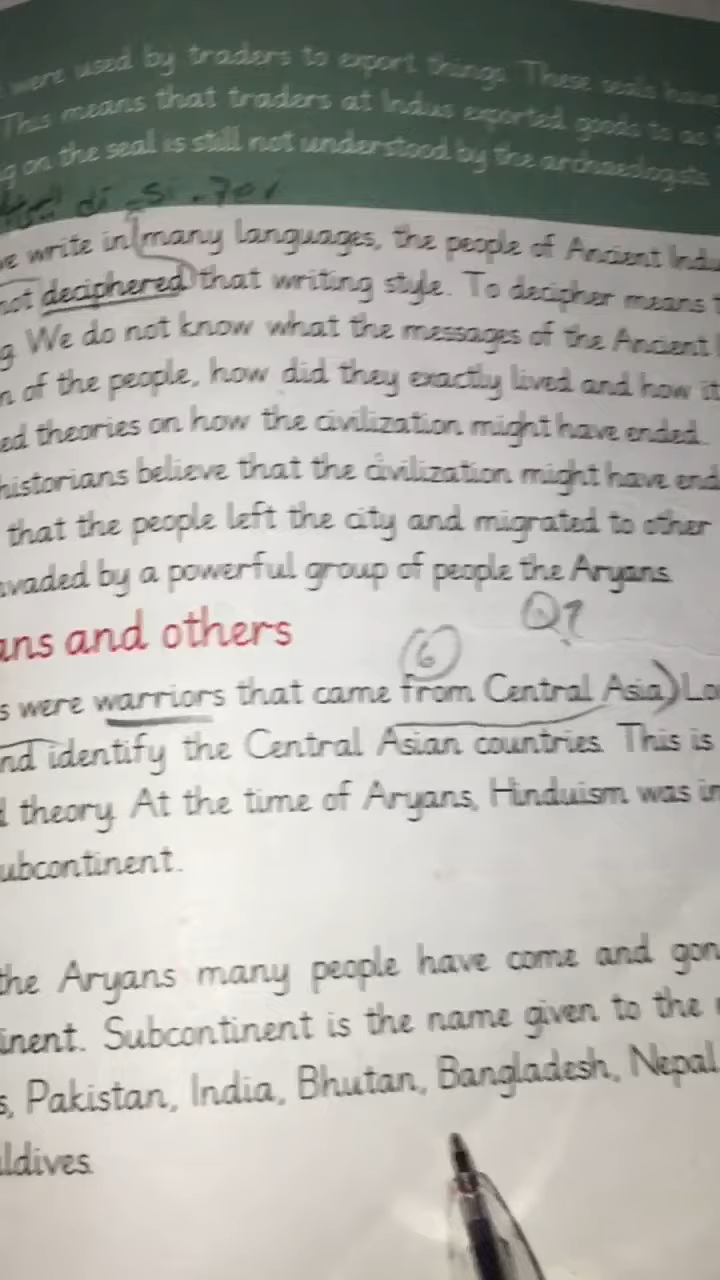 were used by traders to export things. These seals have
This means that traders at Indus exported goods to as
g on the seal is still not understood by the archaeologists.
di - si -
e write in many languages, the people of Ancient Indu
not deciphered that writing style. To decipher means t
g. We do not know what the messages of the Ancient
n of the people, how did they exactly lived and how it
ed theories on how the civilization might have ended.
historians believe that the civilization might have end
that the people left the city and migrated to other
nvaded by a powerful group of people the Aryans.
ans and others
Q7
6
s were warriors that came from Central Asia) Lo
nd identify the Central Asian countries. This is
d theory. At the time of Aryans, Hinduism was in
ubcontinent.
the Aryans many people have come and gon
inent. Subcontinent is the name given to the
s, Pakistan, India, Bhutan, Bangladesh, Nepal
ldives.